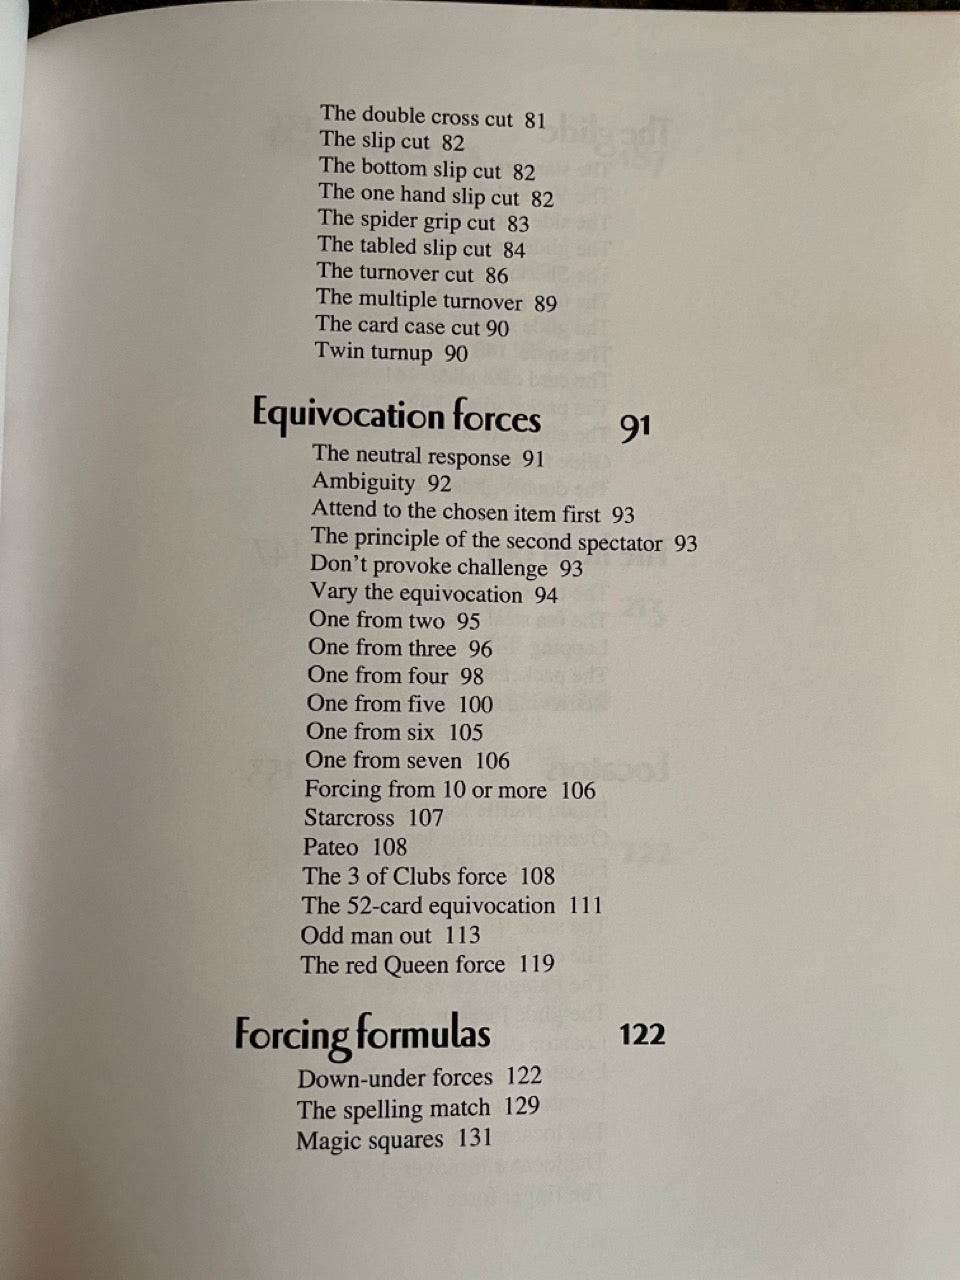 The double cross cut 81
The slip cut 82
The bottom slip cut 82
The one hand slip cut 82
The spider grip cut 83
The tabled slip cut 84
The turnover cut 86
The multiple turnover 89
The card case cut 90
Twin turnup 90
Equivocation forces 91
The neutral response 91
Ambiguity 92
Attend to the chosen item first 93
The principle of the second spectator 93
Don't provoke challenge 93
Vary the equivocation 94
One from two 95
One from three 96
One from four 98
One from five 100
One from six 105
One from seven 106
Forcing from 10 or more 106
Starcross 107
Pateo 108
The 3 of Clubs force 108
The 52-card equivocation 111
Odd man out 113
The red Queen force 119
Forcing formulas 122
Down-under forces 122
The spelling match 129
Magic squares 131